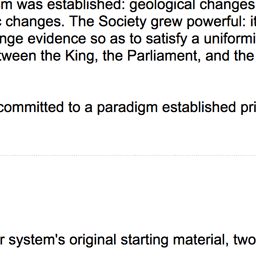 m was established: geological changes
c changes. The Society grew powerful: it
nge evidence so as to satisfy a uniformi
tween the King, the Parliament, and the
committed to a paradigm established pri
r system's original starting material, two